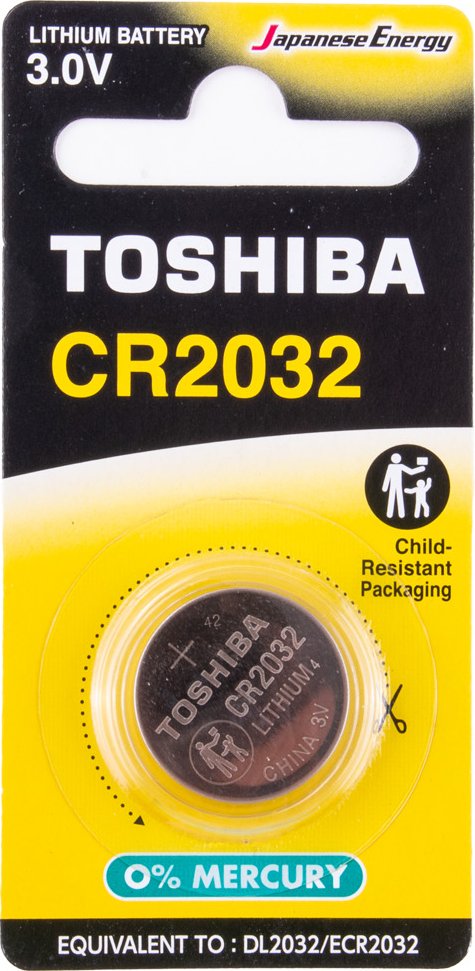 LITHIUM BATTERY
3.0V
Japanese Energy
TOSHIBA
CR2032
Child-
Resistant
Packaging
42
+
TOSHIBA
CR2032
LITHIUM 4
CHINA 3V
0% MERCURY
EQUIVALENT TO : DL2032/ECR2032